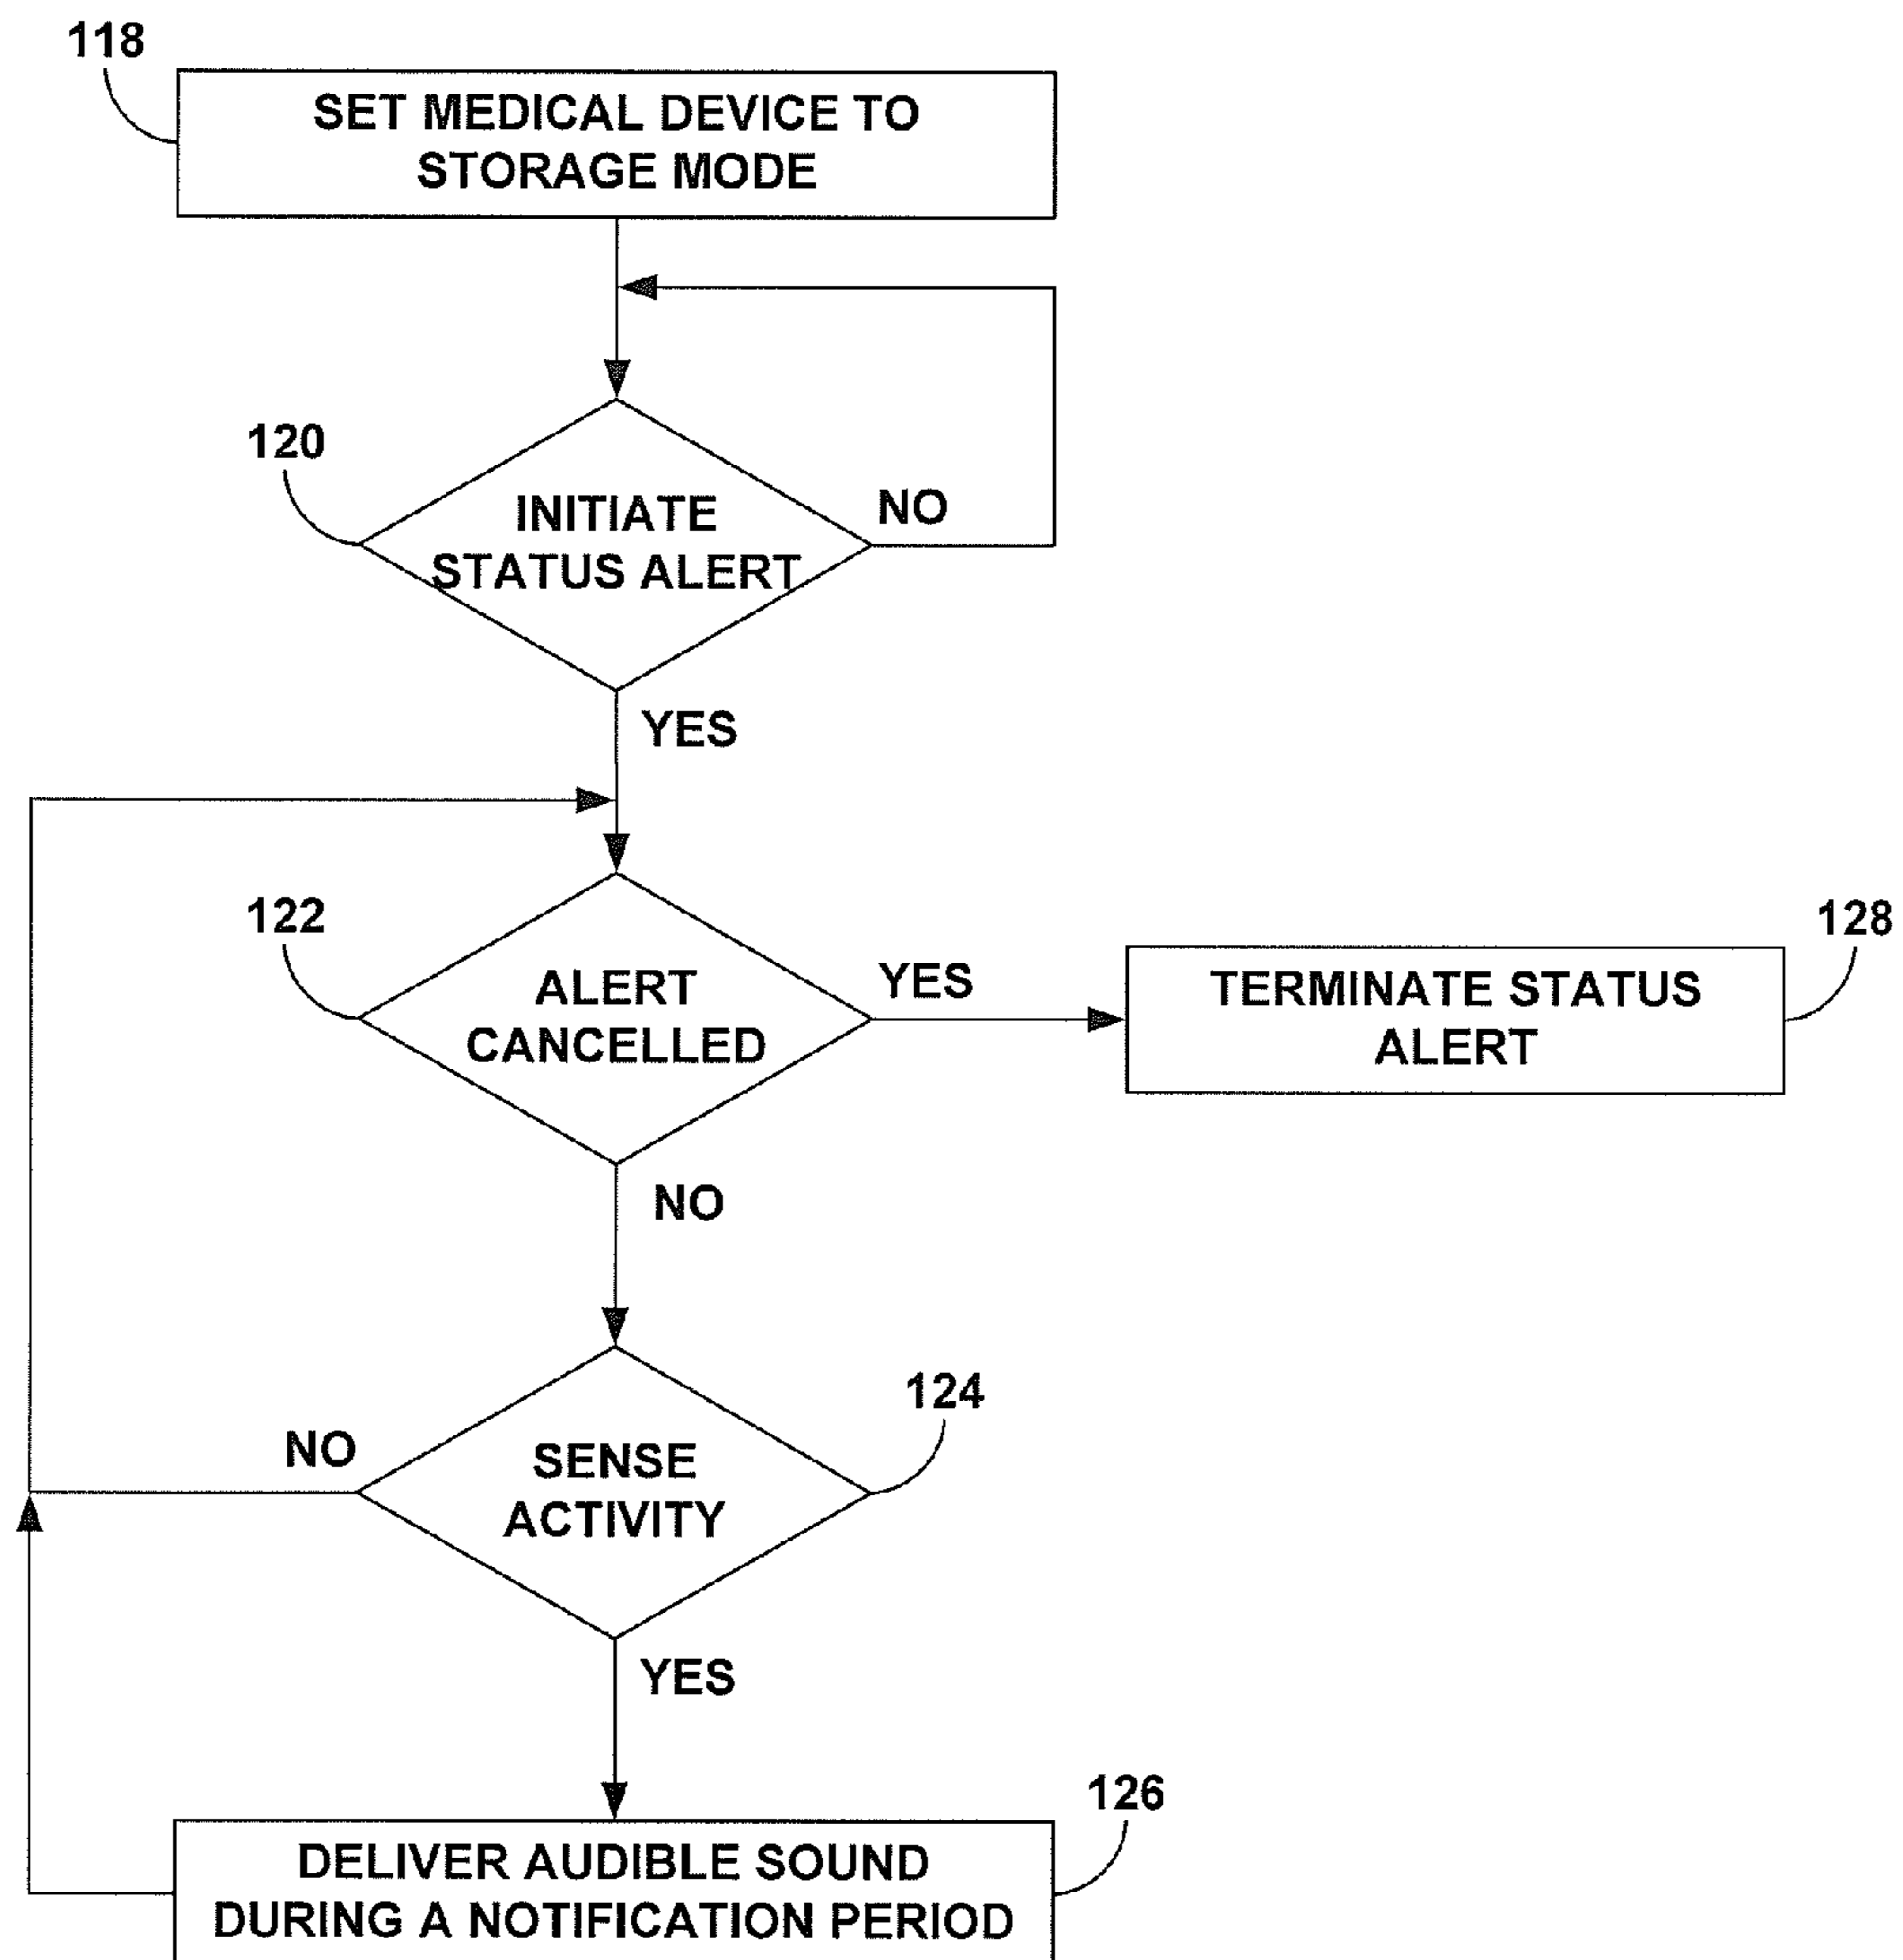 118
SET MEDICAL DEVICE TO
STORAGE MODE
120
INITIATE
STATUS ALERT
NO
YES
122
ALERT
CANCELLED
YES
TERMINATE STATUS
ALERT
128
NO
124
NO
SENSE
ACTIVITY
YES
126
DELIVER AUDIBLE SOUND
DURING A NOTIFICATION PERIOD